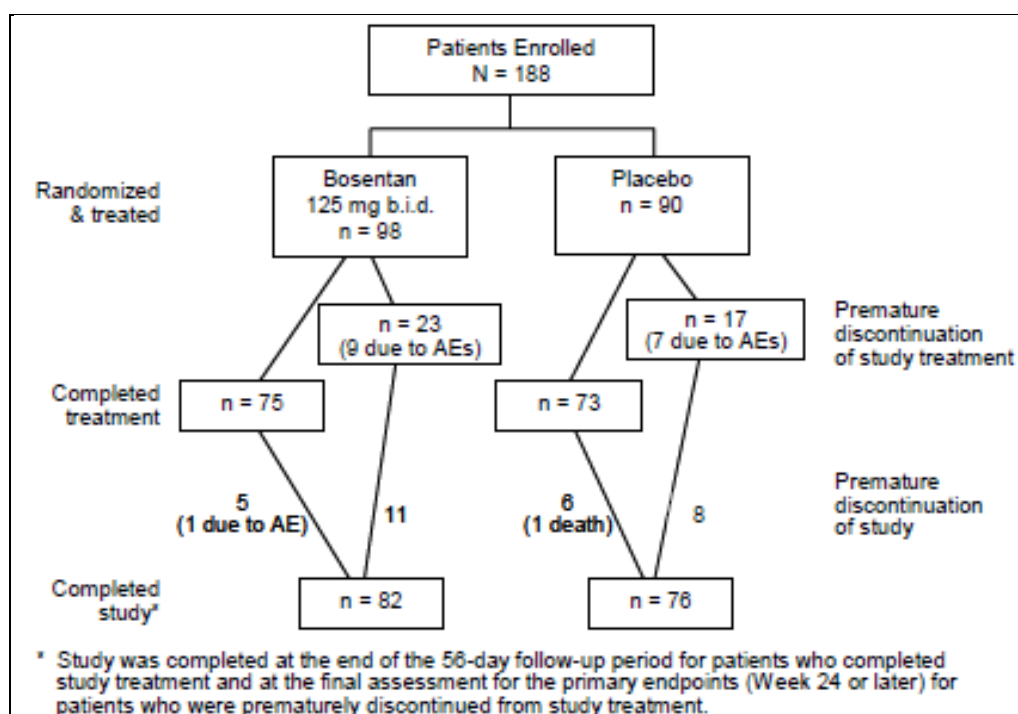 Patients Enrolled
N = 188
Randomized
& treated
Bosentan
125 mg b.i.d.
n = 98
Placebo
n = 90
n = 23
(9 due to AEs)
n = 17
(7 due to AEs)
Premature
discontinuation
of study treatment
Completed
treatment
n = 75
n = 73
5
(1 due to AE)
11
6
(1 death)
8
Premature
discontinuation
of study
Completed
study*
n = 82
n = 76
* Study was completed at the end of the 56-day follow-up period for patients who completed
study treatment and at the final assessment for the primary endpoints (Week 24 or later) for
patients who were prematurely discontinued from study treatment.